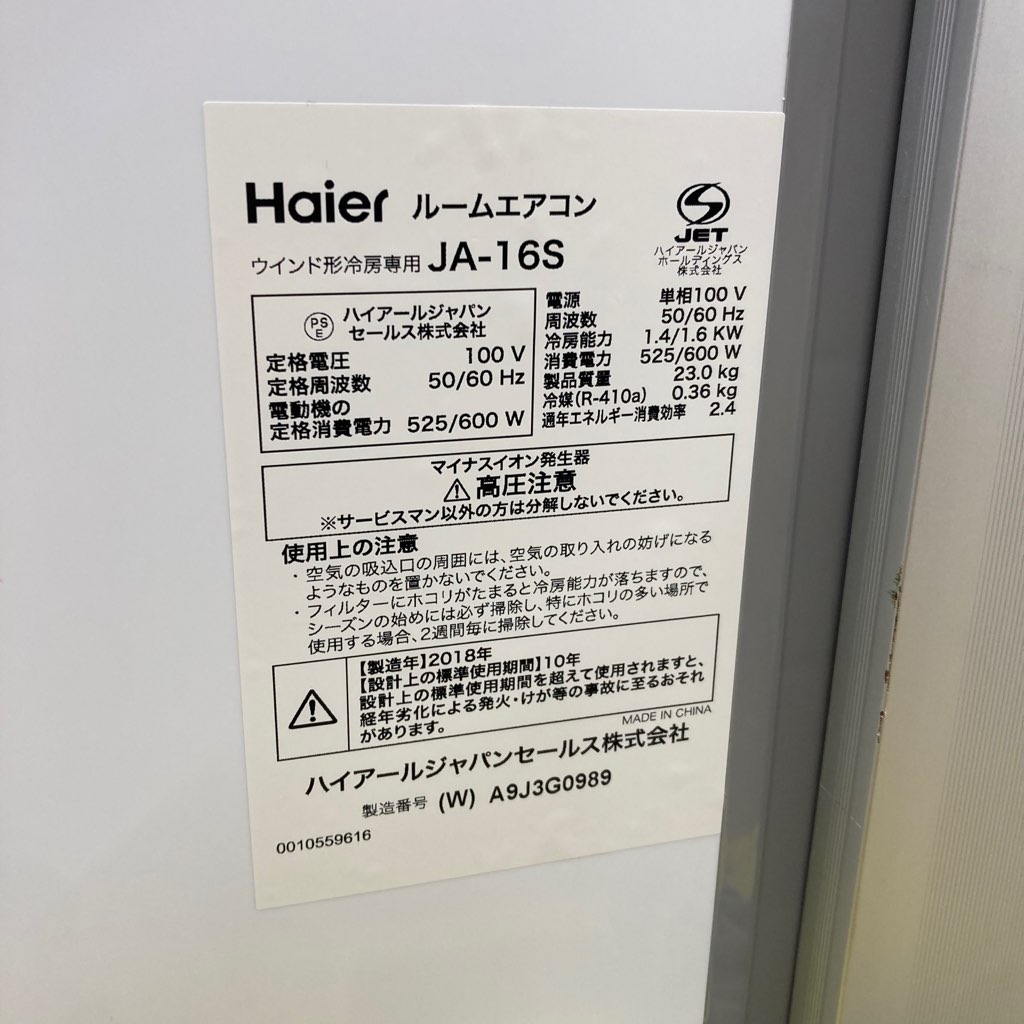 Haier ルームエアコン
ウインド形冷房専用 JA-16S
JET
ハイアールジャパン
ホールディングス
株式会社
PS
E
ハイアールジャパン
セールス株式会社
定格電圧 100 V
定格周波数 50/60 Hz
電動機の
定格消費電力 525/600 W
電源 単相100 V
周波数 50/60 Hz
冷房能力 1.4/1.6 KW
消費電力 525/600 W
製品質量 23.0 kg
冷媒(R-410a) 0.36 kg
通年エネルギー消費効率 2.4
マイナスイオン発生器
⚠高圧注意
※サービスマン以外の方は分解しないでください。
使用上の注意
・空気の吸込口の周囲には、空気の取り入れの妨げになる
ようなものを置かないでください。
・フィルターにホコリがたまると冷房能力が落ちますので、
シーズンの始めには必ず掃除し、特にホコリの多い場所で
使用する場合、2週間毎に掃除してください。
【製造年】2018年
【設計上の標準使用期間】10年
設計上の標準使用期間を超えて使用されますと、
経年劣化による発火・けが等の事故に至るおそれ
があります。
MADE IN CHINA
ハイアールジャパンセールス株式会社
製造番号 (W) A9J3G0989
0010559616